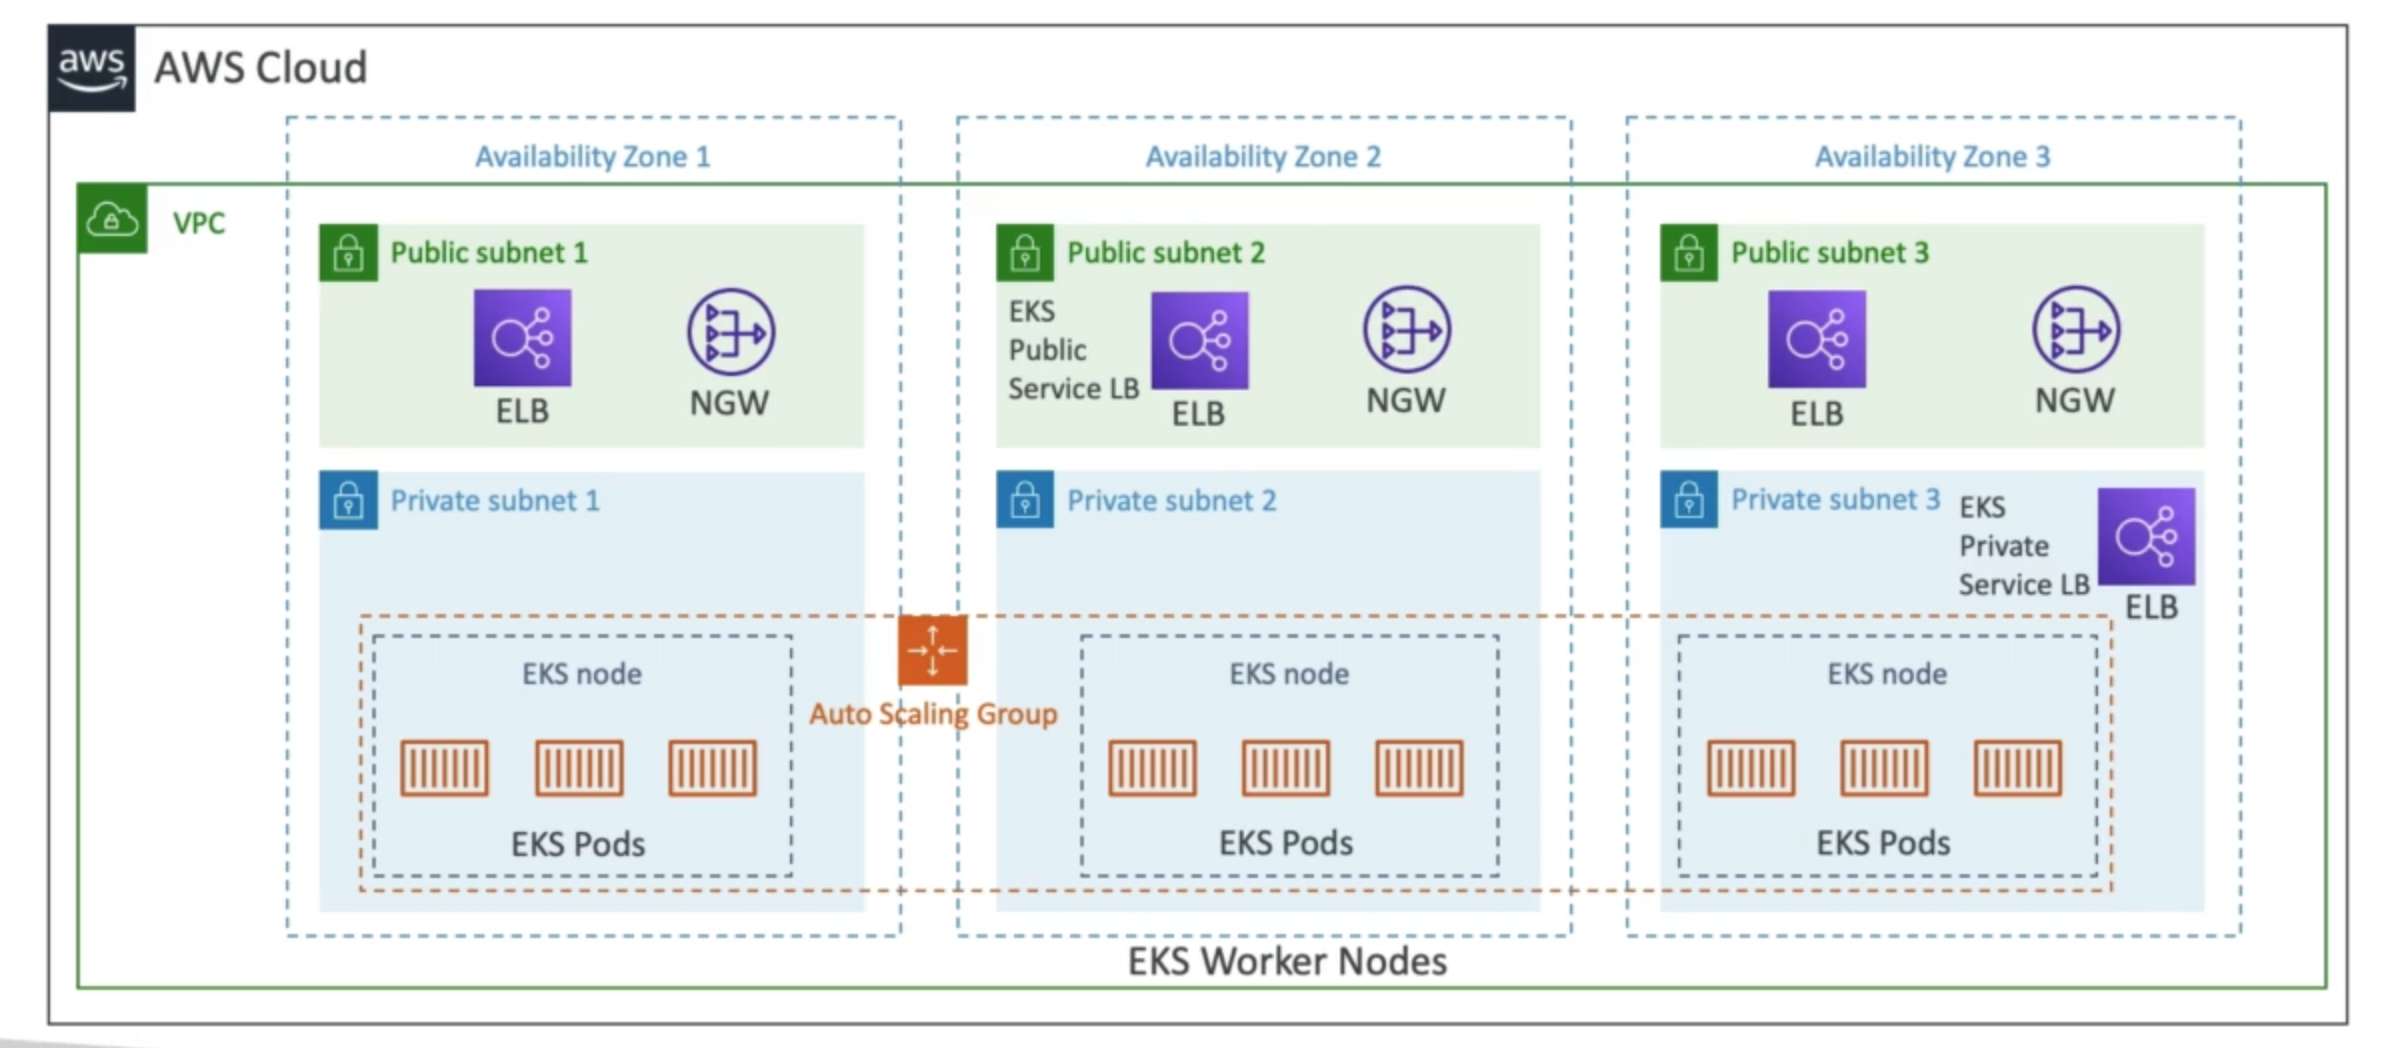 aws
AWS Cloud
Availability Zone 1
Availability Zone 2
Availability Zone 3
VPC
Public subnet 1
ELB
NGW
Public subnet 2
EKS
Public
Service LB
ELB
NGW
Public subnet 3
ELB
NGW
Private subnet 1
Private subnet 2
Private subnet 3
EKS
Private
Service LB
ELB
Auto Scaling Group
EKS node
EKS Pods
EKS node
EKS Pods
EKS node
EKS Pods
EKS Worker Nodes